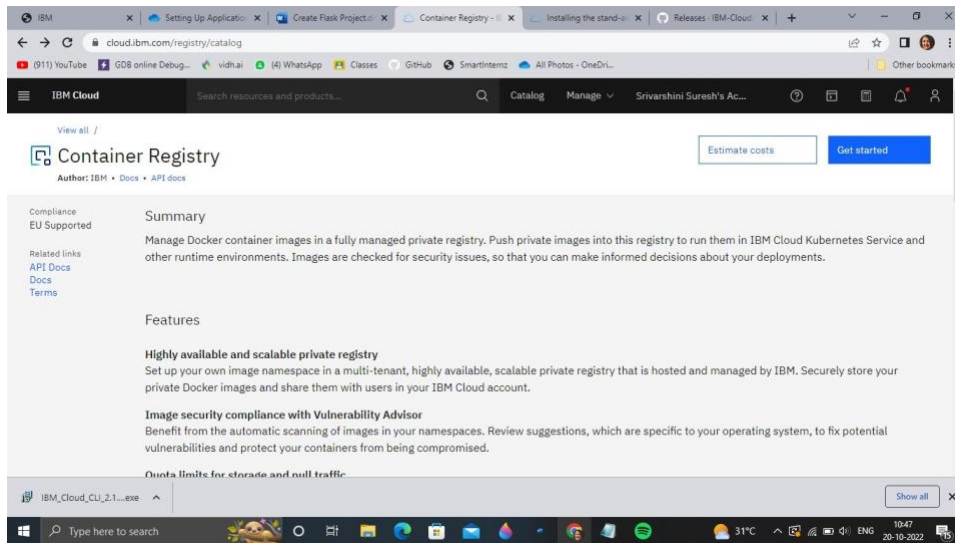 IBM
Setting Up Applicatio
Create Flask Project.d
Container Registry - I
Installing the stand-a
Releases · IBM-Cloud
cloud.ibm.com/registry/catalog
(911) YouTube
GDB online Debug...
vidh.ai
(4) WhatsApp
Classes
GitHub
SmartInternz
All Photos - OneDri...
Other bookmarks
IBM Cloud
Search resources and products...
Catalog
Manage
Srivarshini Suresh's Ac...
View all /
Container Registry
Author: IBM • Docs • API docs
Estimate costs
Get started
Compliance
EU Supported
Related links
API Docs
Docs
Terms
Summary
Manage Docker container images in a fully managed private registry. Push private images into this registry to run them in IBM Cloud Kubernetes Service and
other runtime environments. Images are checked for security issues, so that you can make informed decisions about your deployments.
Features
Highly available and scalable private registry
Set up your own image namespace in a multi-tenant, highly available, scalable private registry that is hosted and managed by IBM. Securely store your
private Docker images and share them with users in your IBM Cloud account.
Image security compliance with Vulnerability Advisor
Benefit from the automatic scanning of images in your namespaces. Review suggestions, which are specific to your operating system, to fix potential
vulnerabilities and protect your containers from being compromised.
Quota limits for storage and pull traffic
IBM_Cloud_CLI_2.1....exe
Show all
Type here to search
31°C
ENG
10:47
20-10-2022
15